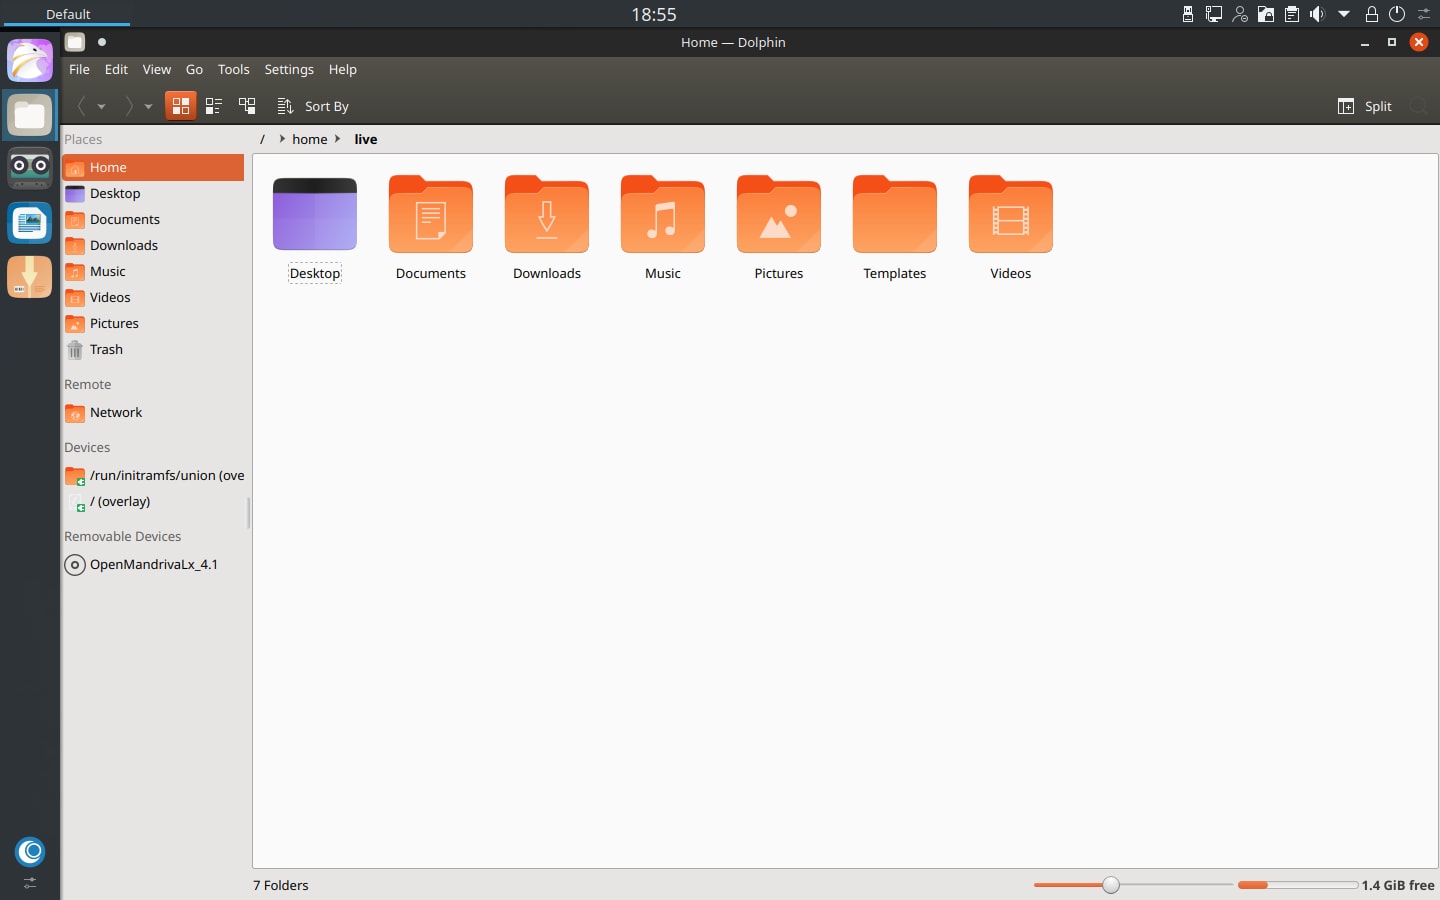 Default
18:55
Home — Dolphin
File Edit View Go Tools Settings Help
Sort By
Split
Places
/ home live
Home
Desktop
Documents
Downloads
Music
Videos
Pictures
Trash
Remote
Network
Devices
/run/initramfs/union (ove
/ (overlay)
Removable Devices
OpenMandrivaLx_4.1
Desktop Documents Downloads Music Pictures Templates Videos
7 Folders
1.4 GiB free